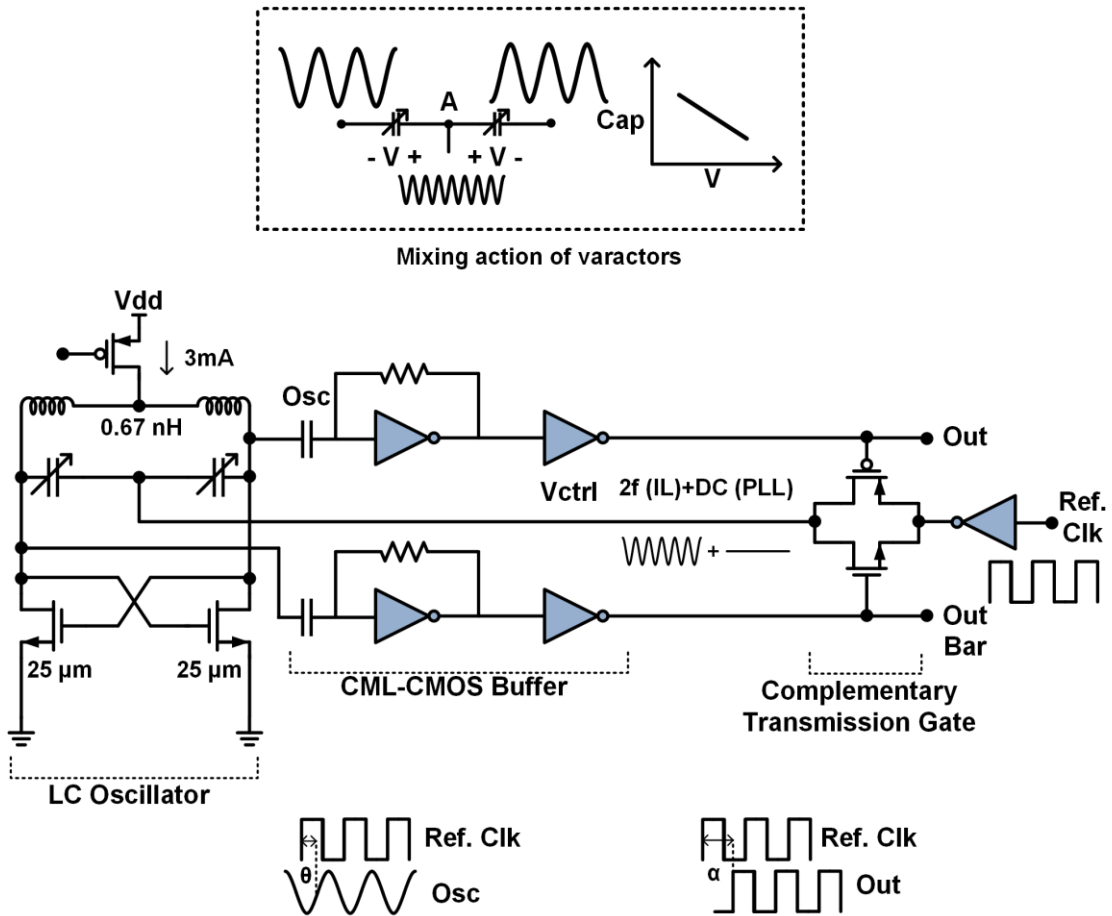 A
Cap
- V +
+ V -
V
Mixing action of varactors
Vdd
3mA
0.67 nH
Osc
Out
Vctrl
2f (IL)+DC (PLL)
+
Ref.
Clk
Out
Bar
25 µm
25 µm
CML-CMOS Buffer
Complementary
Transmission Gate
LC Oscillator
Ref. Clk
θ
Osc
Ref. Clk
α
Out